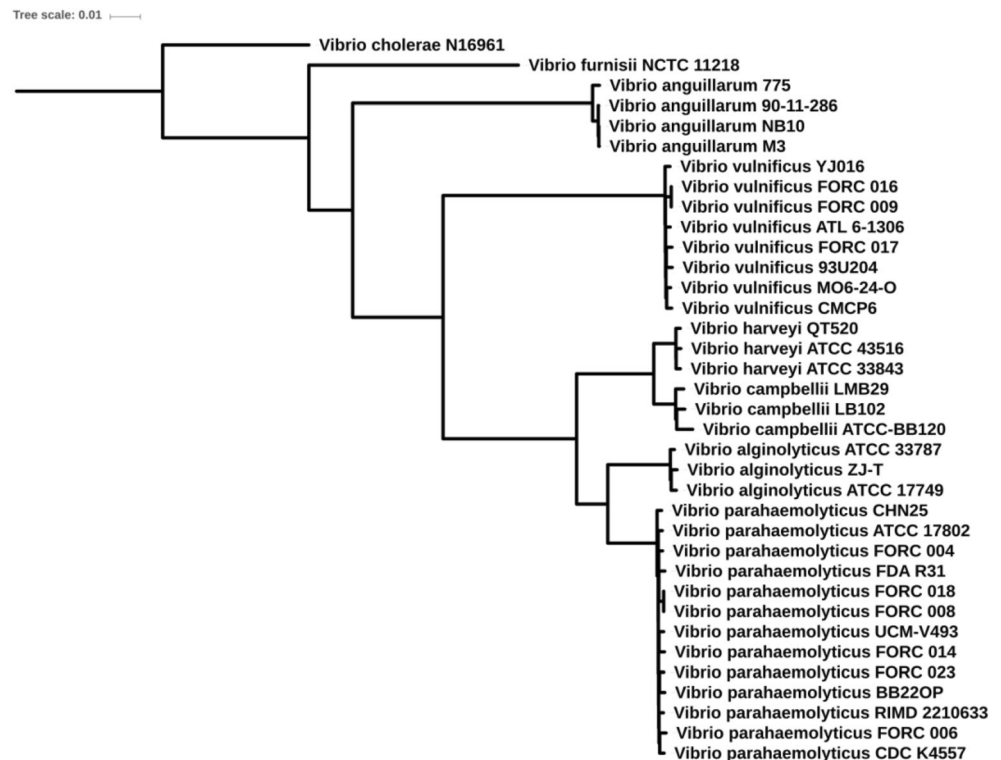 Tree scale: 0.01
Vibrio cholerae N16961
Vibrio furnisii NCTC 11218
Vibrio anguillarum 775
Vibrio anguillarum 90-11-286
Vibrio anguillarum NB10
Vibrio anguillarum M3
Vibrio vulnificus YJ016
Vibrio vulnificus FORC 016
Vibrio vulnificus FORC 009
Vibrio vulnificus ATL 6-1306
Vibrio vulnificus FORC 017
Vibrio vulnificus 93U204
Vibrio vulnificus MO6-24-O
Vibrio vulnificus CMCP6
Vibrio harveyi QT520
Vibrio harveyi ATCC 43516
Vibrio harveyi ATCC 33843
Vibrio campbellii LMB29
Vibrio campbellii LB102
Vibrio campbellii ATCC-BB120
Vibrio alginolyticus ATCC 33787
Vibrio alginolyticus ZJ-T
Vibrio alginolyticus ATCC 17749
Vibrio parahaemolyticus CHN25
Vibrio parahaemolyticus ATCC 17802
Vibrio parahaemolyticus FORC 004
Vibrio parahaemolyticus FDA R31
Vibrio parahaemolyticus FORC 018
Vibrio parahaemolyticus FORC 008
Vibrio parahaemolyticus UCM-V493
Vibrio parahaemolyticus FORC 014
Vibrio parahaemolyticus FORC 023
Vibrio parahaemolyticus BB22OP
Vibrio parahaemolyticus RIMD 2210633
Vibrio parahaemolyticus FORC 006
Vibrio parahaemolyticus CDC K4557